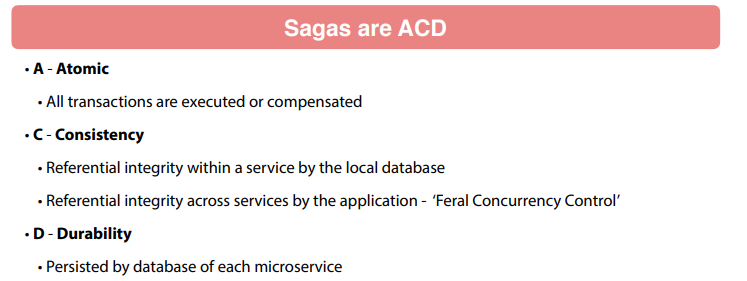 Sagas are ACD
• A - Atomic
• All transactions are executed or compensated
• C - Consistency
• Referential integrity within a service by the local database
• Referential integrity across services by the application - ‘Feral Concurrency Control’
• D - Durability
• Persisted by database of each microservice